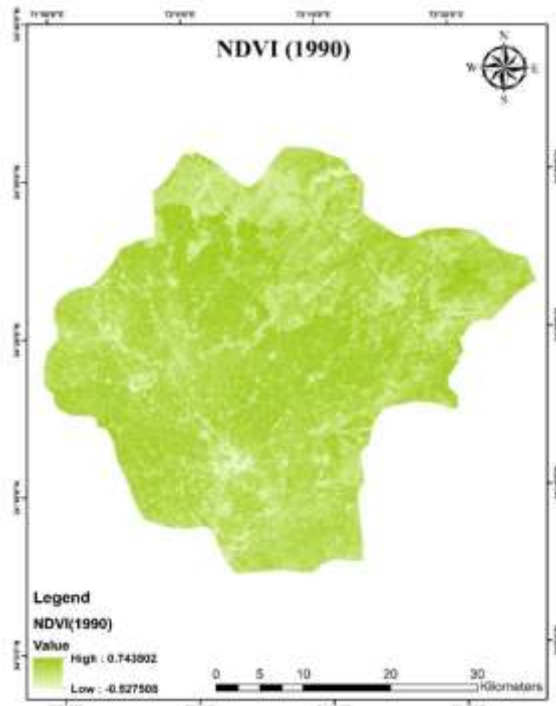 NDVI (1990)
N
W E
S
Legend
NDVI(1990)
Value
High : 0.743802
Low : -0.527508
0 5 10 20 30
Kilometers